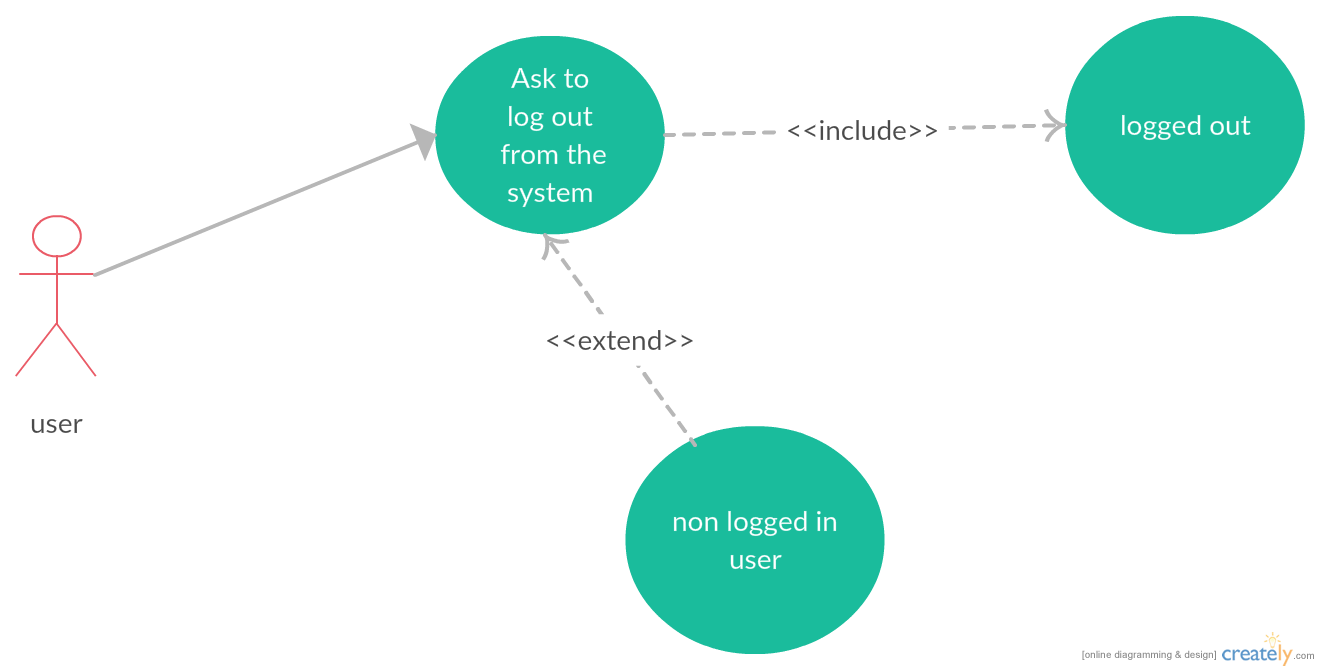 Ask to
log out
from the
system
<<include>>
logged out
user
<<extend>>
non logged in
user
[online diagramming & design] creately.com